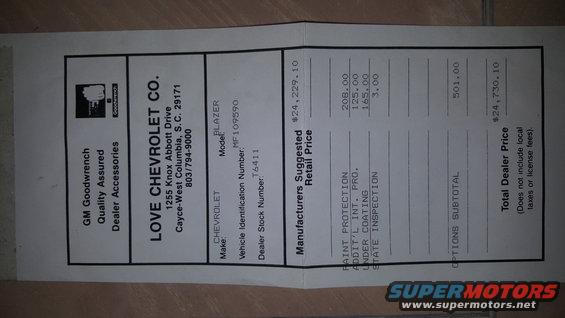 GM Goodwrench
Quality Assured
Dealer Accessories
Goodwrench
LOVE CHEVROLET CO.
1255 Knox Abbott Drive
Cayce-West Columbia, S.C. 29171
803/794-9000
Make: CHEVROLET Model: BLAZER
Vehicle Identification Number: MF109590
Dealer Stock Number: T6411
Manufacturers Suggested
Retail Price $24,229.10
PAINT PROTECTION 208.00
ADDIT'L INT. PRO. 125.00
UNDER COATING 165.00
STATE INSPECTION 3.00
OPTIONS SUBTOTAL 501.00
Total Dealer Price $24,730.10
(Does not include local
taxes or license fees).
SUPERMOTORS
www.supermotors.net